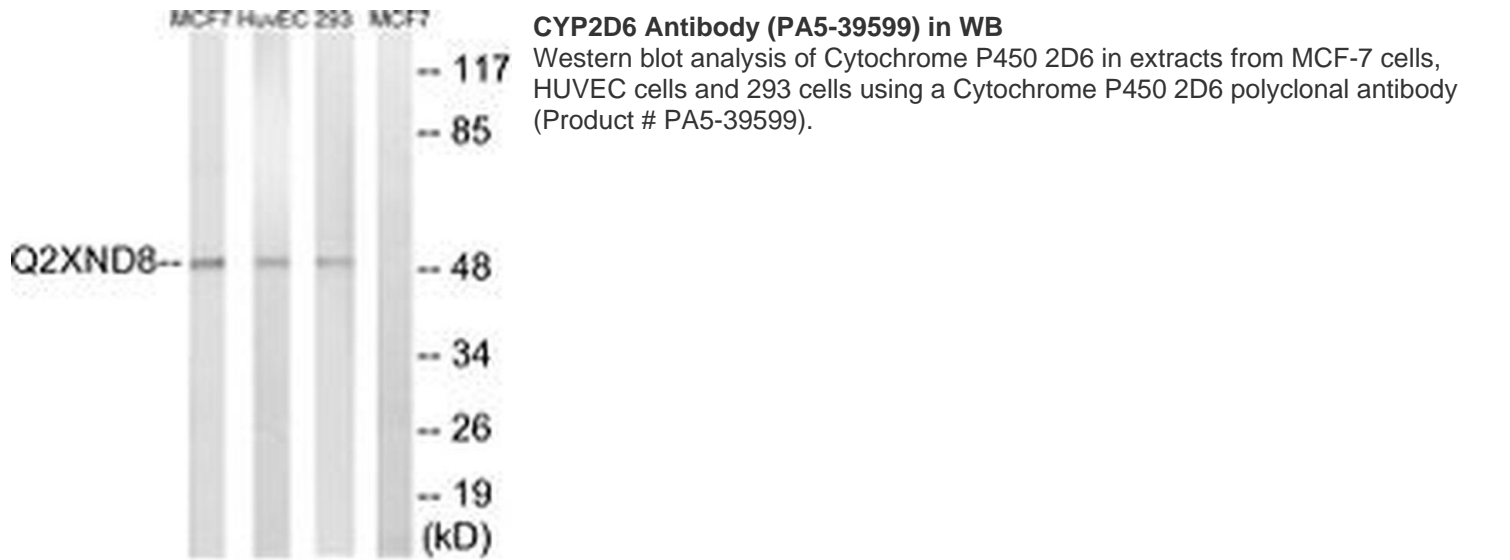 MCF7 HuvEC 293 MCF7
-- 117
-- 85
Q2XND8--
-- 48
-- 34
-- 26
-- 19
(kD)
CYP2D6 Antibody (PA5-39599) in WB
Western blot analysis of Cytochrome P450 2D6 in extracts from MCF-7 cells,
HUVEC cells and 293 cells using a Cytochrome P450 2D6 polyclonal antibody
(Product # PA5-39599).